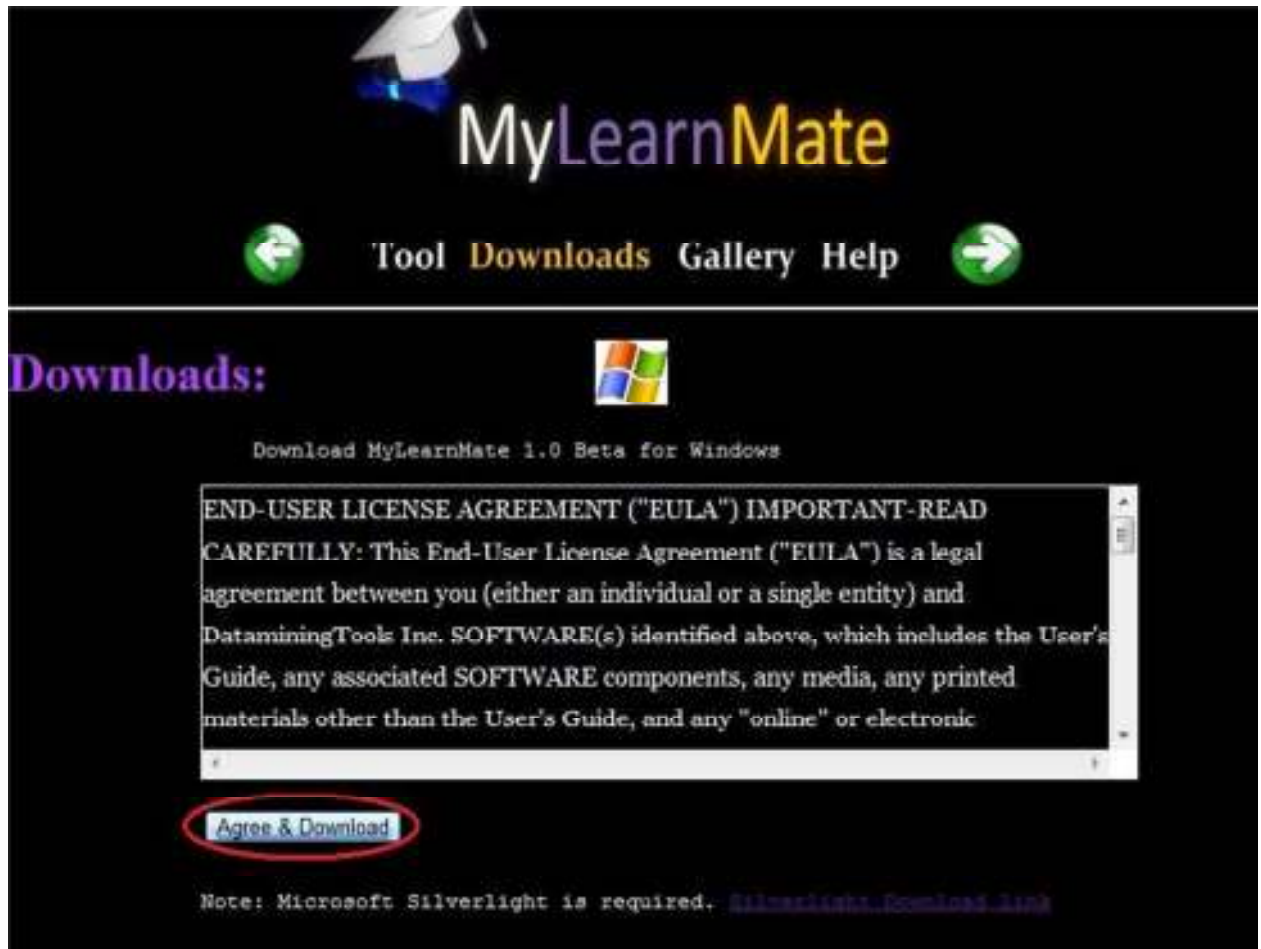 MyLearnMate
Tool Downloads Gallery Help
Downloads:
Download MyLearnMate 1.0 Beta for Windows
END-USER LICENSE AGREEMENT ("EULA") IMPORTANT-READ
CAREFULLY: This End-User License Agreement ("EULA") is a legal
agreement between you (either an individual or a single entity) and
DataminingTools Inc. SOFTWARE(s) identified above, which includes the User's
Guide, any associated SOFTWARE components, any media, any printed
materials other than the User's Guide, and any "online" or electronic
Agree & Download
Note: Microsoft Silverlight is required. Silverlight Download link